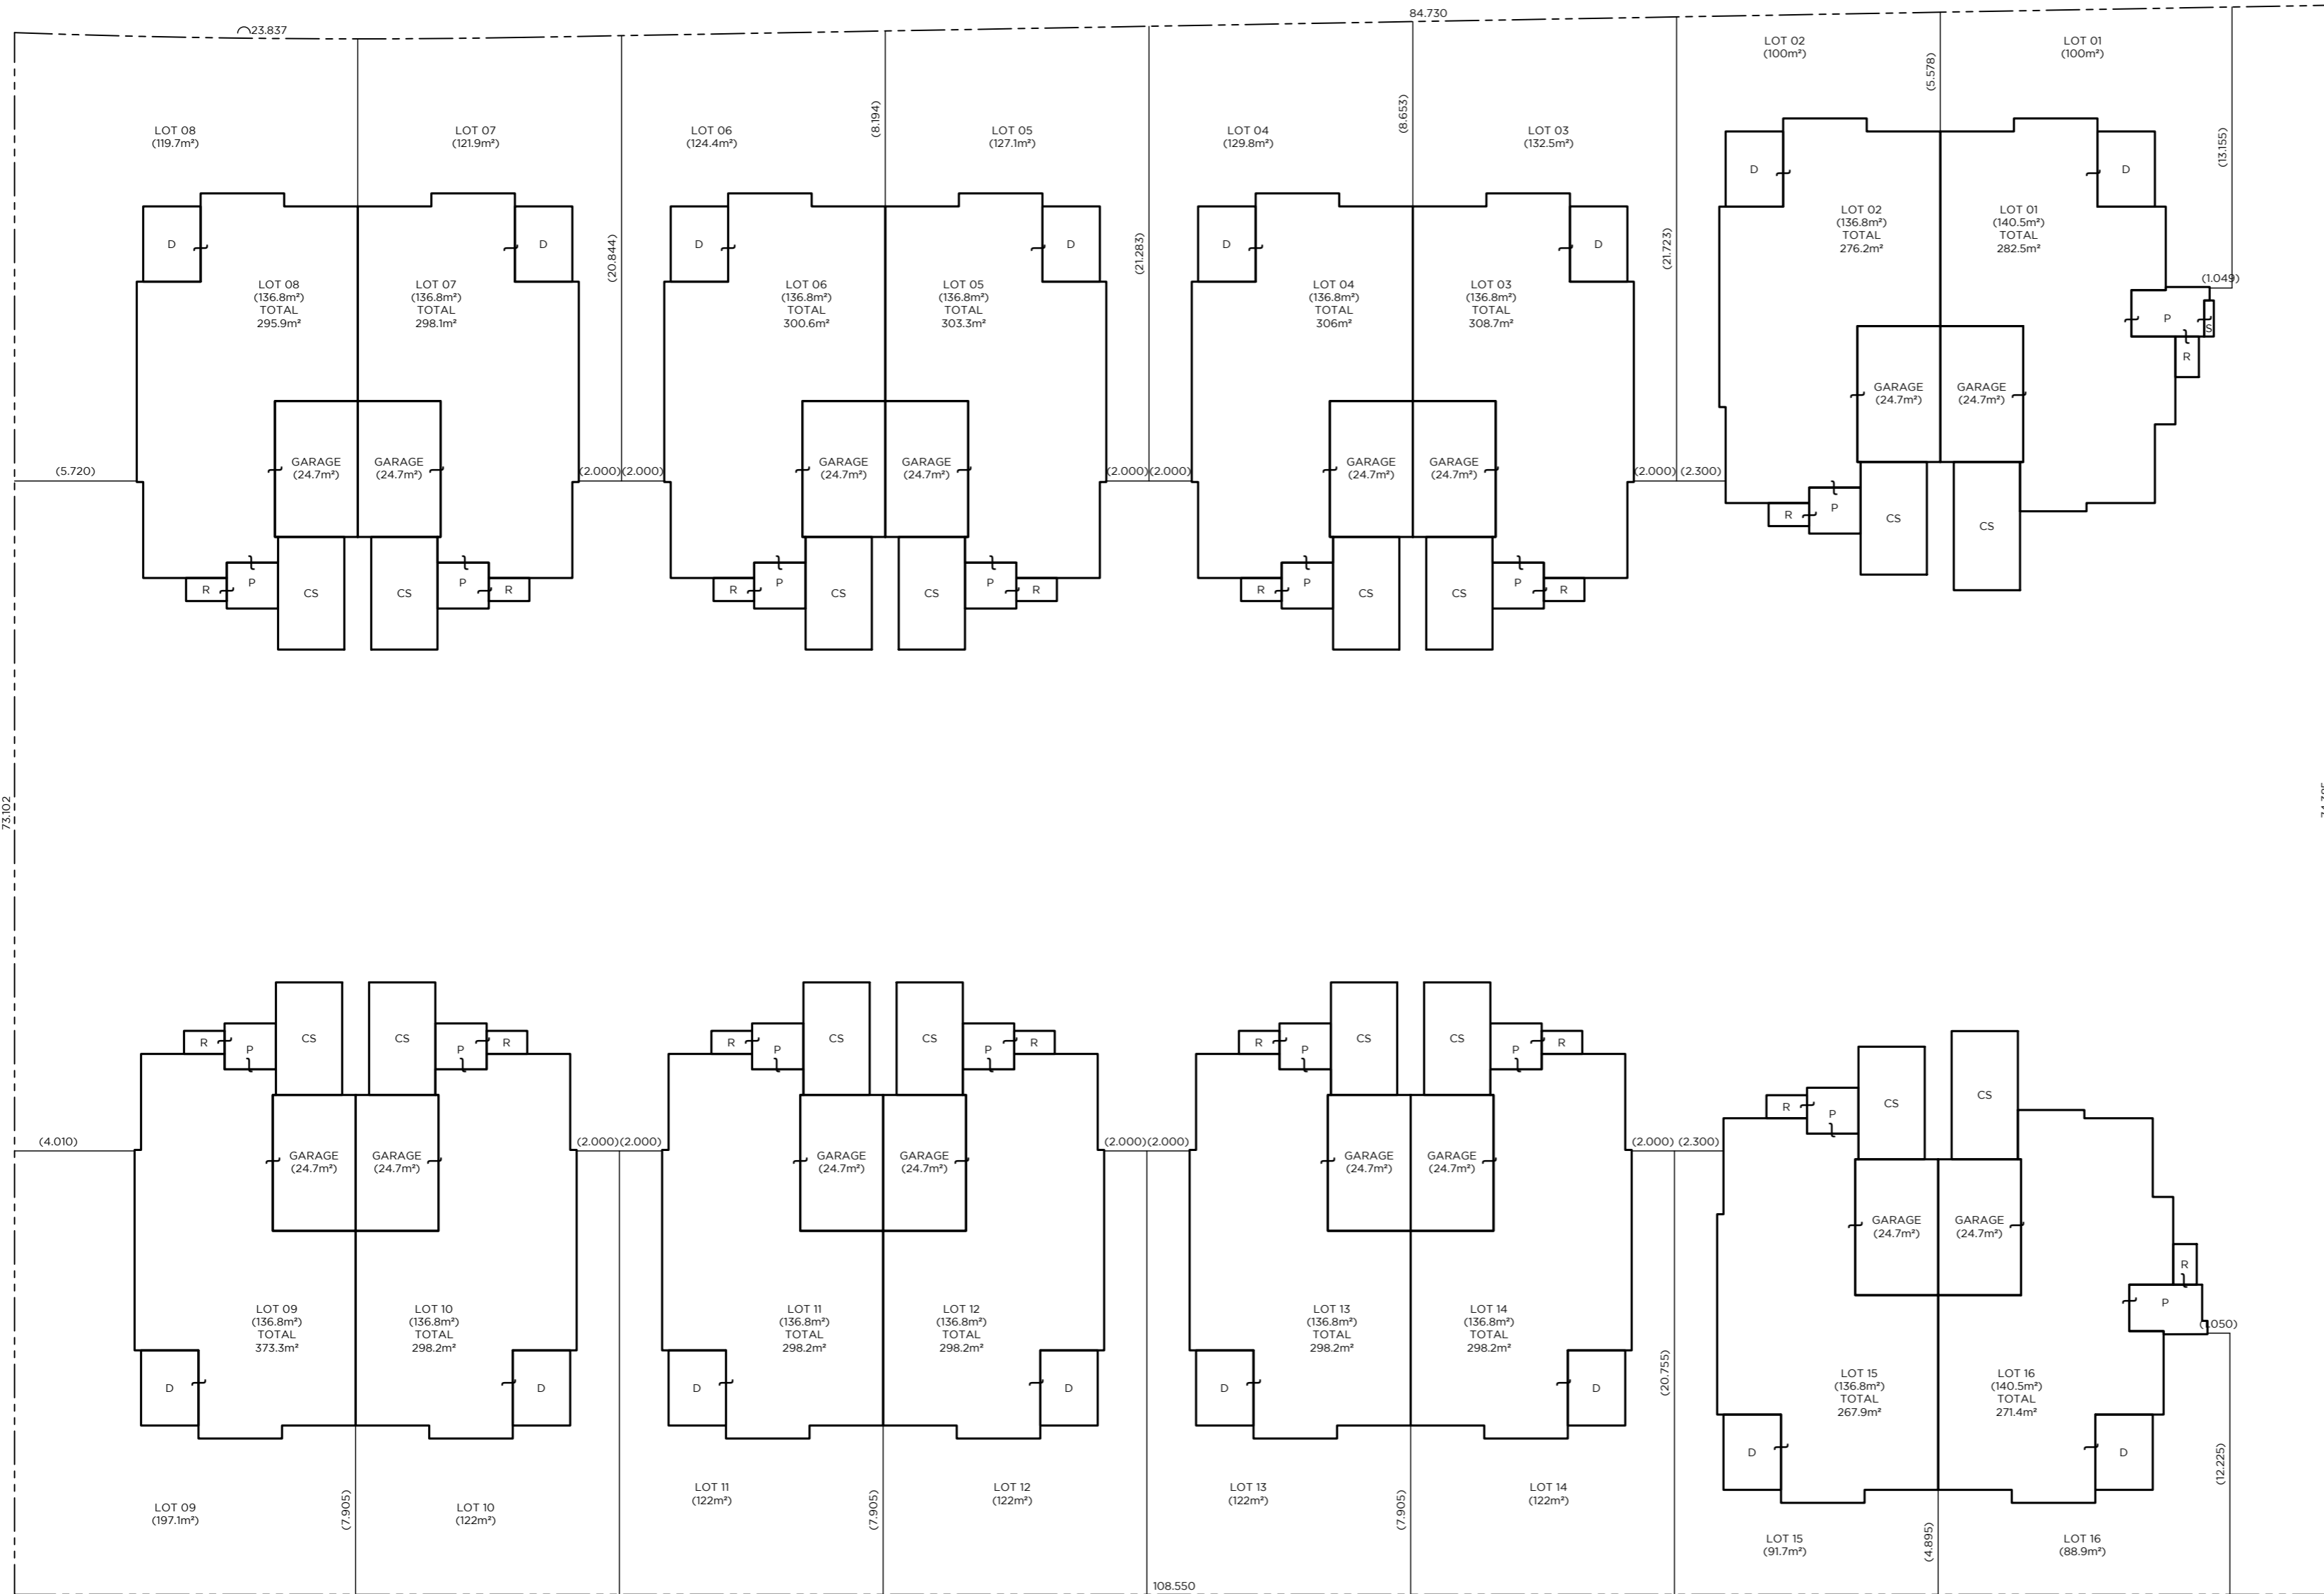 84.730
23.837
LOT 02
(100m²)
LOT 01
(100m²)
(5.578)
(13.155)
(8.194)
(8.653)
LOT 08
(119.7m²)
LOT 07
(121.9m²)
LOT 06
(124.4m²)
LOT 05
(127.1m²)
LOT 04
(129.8m²)
LOT 03
(132.5m²)
D
D
D
D
D
D
D
D
(20.844)
(21.283)
(21.723)
LOT 02
(136.8m²)
TOTAL
276.2m²
LOT 01
(140.5m²)
TOTAL
282.5m²
(1.049)
LOT 08
(136.8m²)
TOTAL
295.9m²
LOT 07
(136.8m²)
TOTAL
298.1m²
LOT 06
(136.8m²)
TOTAL
300.6m²
LOT 05
(136.8m²)
TOTAL
303.3m²
LOT 04
(136.8m²)
TOTAL
306m²
LOT 03
(136.8m²)
TOTAL
308.7m²
P
S
R
GARAGE
(24.7m²)
GARAGE
(24.7m²)
(5.720)
GARAGE
(24.7m²)
GARAGE
(24.7m²)
(2.000)(2.000)
GARAGE
(24.7m²)
GARAGE
(24.7m²)
(2.000)(2.000)
GARAGE
(24.7m²)
GARAGE
(24.7m²)
(2.000) (2.300)
R
P
CS
CS
R
P
CS
CS
P
R
R
P
CS
CS
P
R
R
P
CS
CS
P
R
73.102
R
P
CS
CS
P
R
R
P
CS
CS
P
R
R
P
CS
CS
P
R
R
P
CS
CS
(4.010)
GARAGE
(24.7m²)
GARAGE
(24.7m²)
(2.000)(2.000)
GARAGE
(24.7m²)
GARAGE
(24.7m²)
(2.000)(2.000)
GARAGE
(24.7m²)
GARAGE
(24.7m²)
(2.000) (2.300)
GARAGE
(24.7m²)
GARAGE
(24.7m²)
R
P
LOT 09
(136.8m²)
TOTAL
373.3m²
LOT 10
(136.8m²)
TOTAL
298.2m²
LOT 11
(136.8m²)
TOTAL
298.2m²
LOT 12
(136.8m²)
TOTAL
298.2m²
LOT 13
(136.8m²)
TOTAL
298.2m²
LOT 14
(136.8m²)
TOTAL
298.2m²
(20.755)
(1.050)
LOT 15
(136.8m²)
TOTAL
267.9m²
LOT 16
(140.5m²)
TOTAL
271.4m²
D
D
D
D
D
D
D
D
(12.225)
LOT 09
(197.1m²)
(7.905)
LOT 10
(122m²)
LOT 11
(122m²)
(7.905)
LOT 12
(122m²)
LOT 13
(122m²)
(7.905)
LOT 14
(122m²)
LOT 15
(91.7m²)
(4.895)
LOT 16
(88.9m²)
108.550